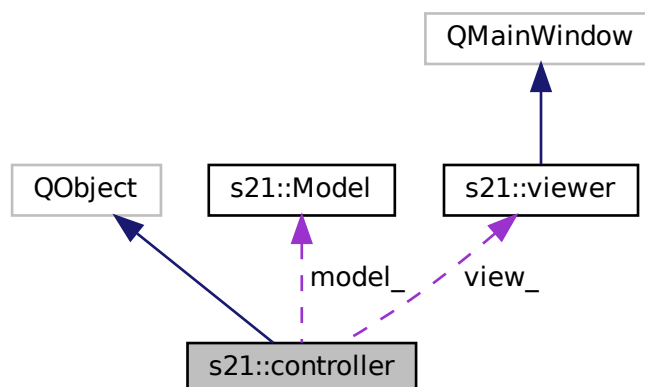 QMainWindow
QObject
s21::Model
s21::viewer
model_
view_
s21::controller